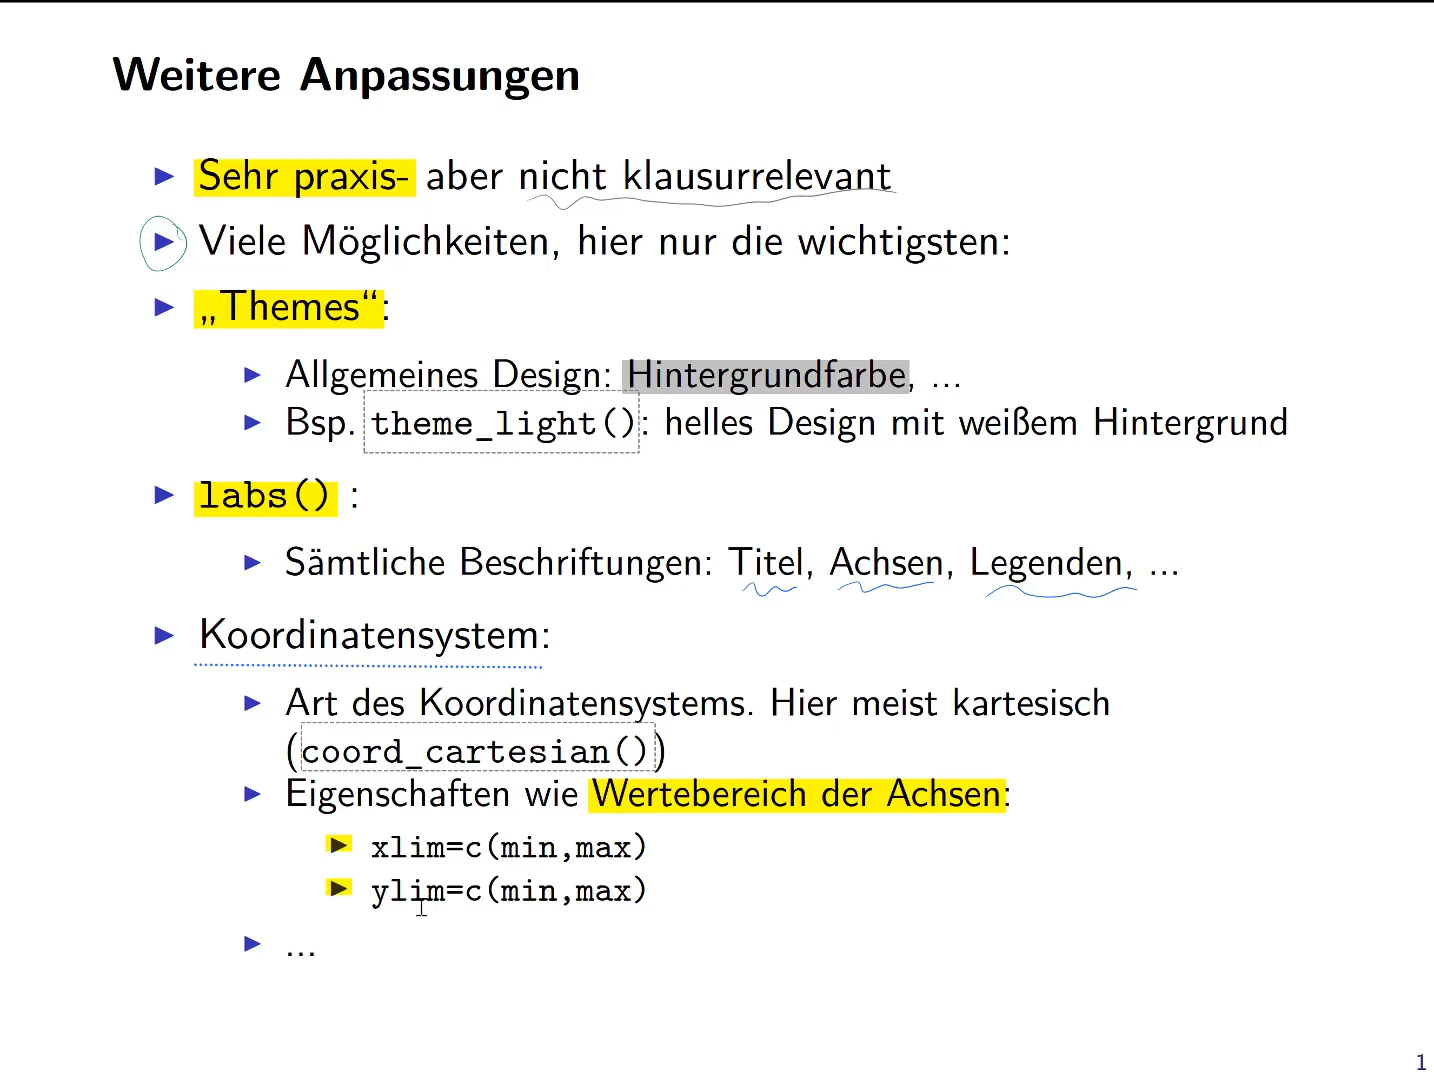 Weitere Anpassungen
Sehr praxis- aber nicht klausurrelevant
Viele Möglichkeiten, hier nur die wichtigsten:
„Themes“:
Allgemeines Design: Hintergrundfarbe, ...
Bsp. theme_light(): helles Design mit weißem Hintergrund
labs() :
Sämtliche Beschriftungen: Titel, Achsen, Legenden, ...
Koordinatensystem:
Art des Koordinatensystems. Hier meist kartesisch
(coord_cartesian())
Eigenschaften wie Wertebereich der Achsen:
xlim=c(min,max)
ylim=c(min,max)
...
1